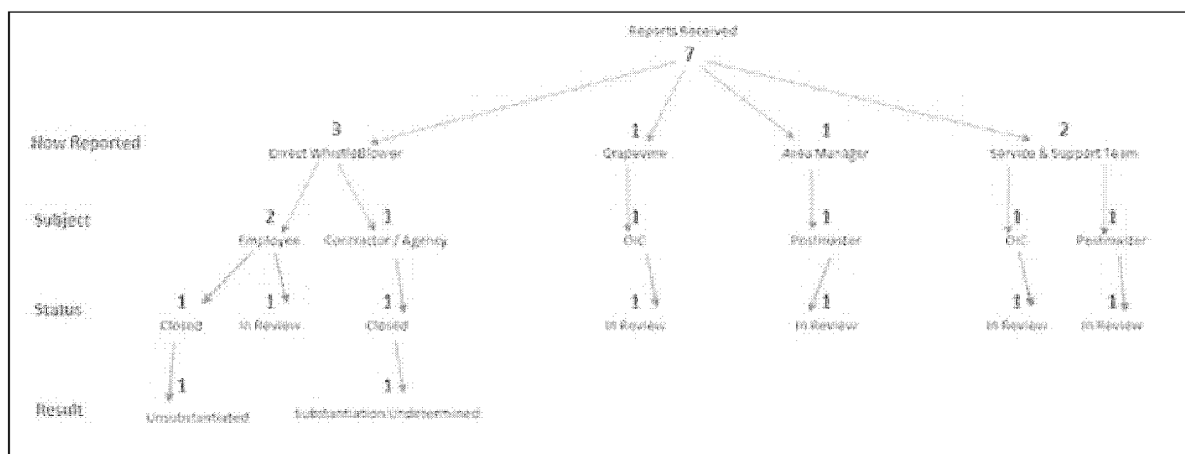 Reports Received
7
How Reported
3 1 1 2
Direct WhistleBlower Grapevine Area Manager Service & Support Team
Subject
2 1 1 1 1 1
Employee Contractor / Agency OIC Postmaster OIC Postmaster
Status
1 1 1 1 1 1 1
Closed In Review Closed In Review In Review In Review In Review
Result
1 1
Unsubstantiated Substantiation Undetermined